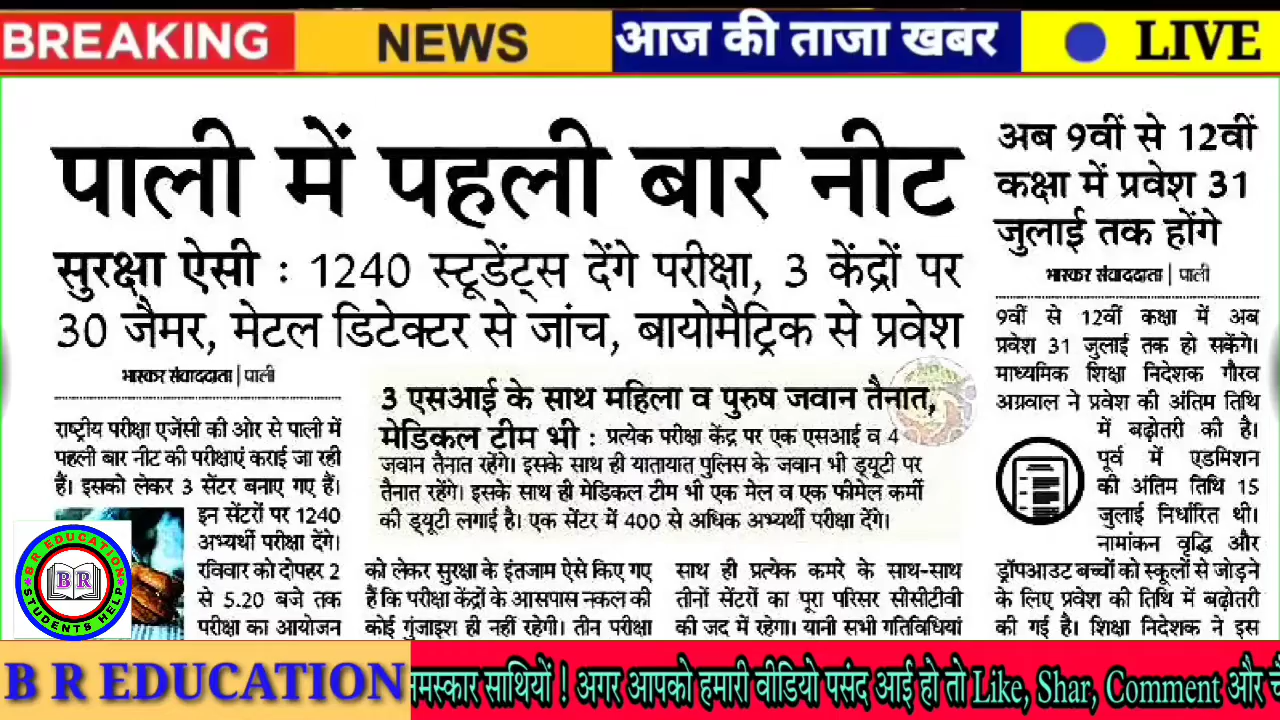 BREAKING NEWS आज की ताजा खबर LIVE
पाली में पहली बार नीट
सुरक्षा ऐसी : 1240 स्टूडेंट्स देंगे परीक्षा, 3 केंद्रों पर
30 जैमर, मेटल डिटेक्टर से जांच, बायोमैट्रिक से प्रवेश
भास्कर संवाददाता | पाली
राष्ट्रीय परीक्षा एजेंसी की ओर से पाली में
पहली बार नीट की परीक्षाएं कराई जा रही
हैं। इसको लेकर 3 सेंटर बनाए गए हैं।
इन सेंटरों पर 1240
अभ्यर्थी परीक्षा देंगे।
रविवार को दोपहर 2
से 5.20 बजे तक
परीक्षा का आयोजन
3 एसआई के साथ महिला व पुरुष जवान तैनात,
मेडिकल टीम भी : प्रत्येक परीक्षा केंद्र पर एक एसआई व 4
जवान तैनात रहेंगे। इसके साथ ही यातायात पुलिस के जवान भी ड्यूटी पर
तैनात रहेंगे। इसके साथ ही मेडिकल टीम भी एक मेल व एक फीमेल कर्मी
की ड्यूटी लगाई है। एक सेंटर में 400 से अधिक अभ्यर्थी परीक्षा देंगे।
को लेकर सुरक्षा के इंतजाम ऐसे किए गए
हैं कि परीक्षा केंद्रों के आसपास नकल की
कोई गुंजाइश ही नहीं रहेगी। तीन परीक्षा
साथ ही प्रत्येक कमरे के साथ-साथ
तीनों सेंटरों का पूरा परिसर सीसीटीवी
की जद में रहेगा। यानी सभी गतिविधियां
अब 9वीं से 12वीं
कक्षा में प्रवेश 31
जुलाई तक होंगे
भास्कर संवाददाता | पाली
9वीं से 12वीं कक्षा में अब
प्रवेश 31 जुलाई तक हो सकेंगे।
माध्यमिक शिक्षा निदेशक गौरव
अग्रवाल ने प्रवेश की अंतिम तिथि
में बढ़ोतरी की है।
पूर्व में एडमिशन
की अंतिम तिथि 15
जुलाई निर्धारित थी।
नामांकन वृद्धि और
ड्रॉपआउट बच्चों को स्कूलों से जोड़ने
के लिए प्रवेश की तिथि में बढ़ोतरी
की गई है। शिक्षा निदेशक ने इस
B R EDUCATION
BR
STUDENTS HELP
B R EDUCATION
नमस्कार साथियों ! अगर आपको हमारी वीडियो पसंद आई हो तो Like, Shar, Comment और